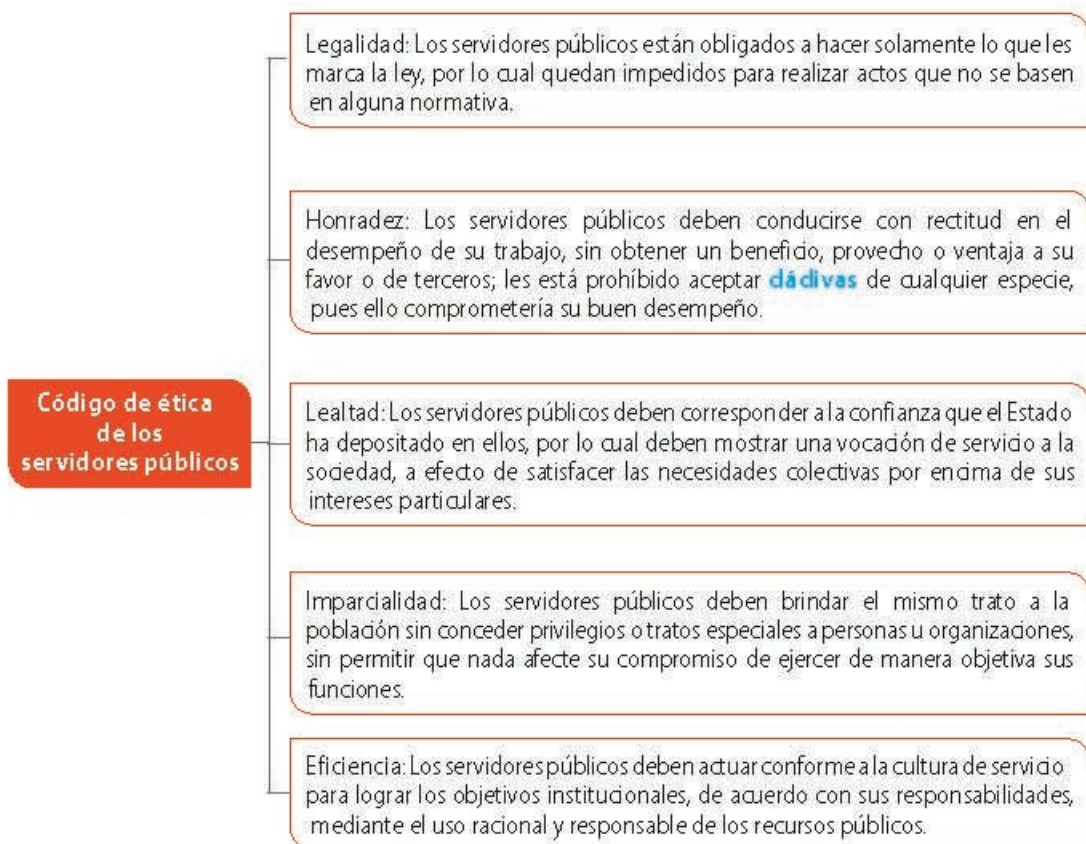 Legalidad: Los servidores públicos están obligados a hacer solamente lo que les
marca la ley, por lo cual quedan impedidos para realizar actos que no se basen
en alguna normativa.
Honradez: Los servidores públicos deben conducirse con rectitud en el
desempeño de su trabajo, sin obtener un beneficio, provecho o ventaja a su
favor o de terceros; les está prohíbido aceptar dádivas de cualquier especie,
pues ello comprometería su buen desempeño.
Código de ética
de los
servidores públicos
Lealtad: Los servidores públicos deben corresponder a la confianza que el Estado
ha depositado en ellos, por lo cual deben mostrar una vocación de servicio a la
sociedad, a efecto de satisfacer las necesidades colectivas por encima de sus
intereses particulares.
Imparcialidad: Los servidores públicos deben brindar el mismo trato a la
población sin conceder privilegios o tratos especiales a personas u organizaciones,
sin permitir que nada afecte su compromiso de ejercer de manera objetiva sus
funciones.
Eficiencia: Los servidores públicos deben actuar conforme a la cultura de servicio
para lograr los objetivos institucionales, de acuerdo con sus responsabilidades,
mediante el uso racional y responsable de los recursos públicos.